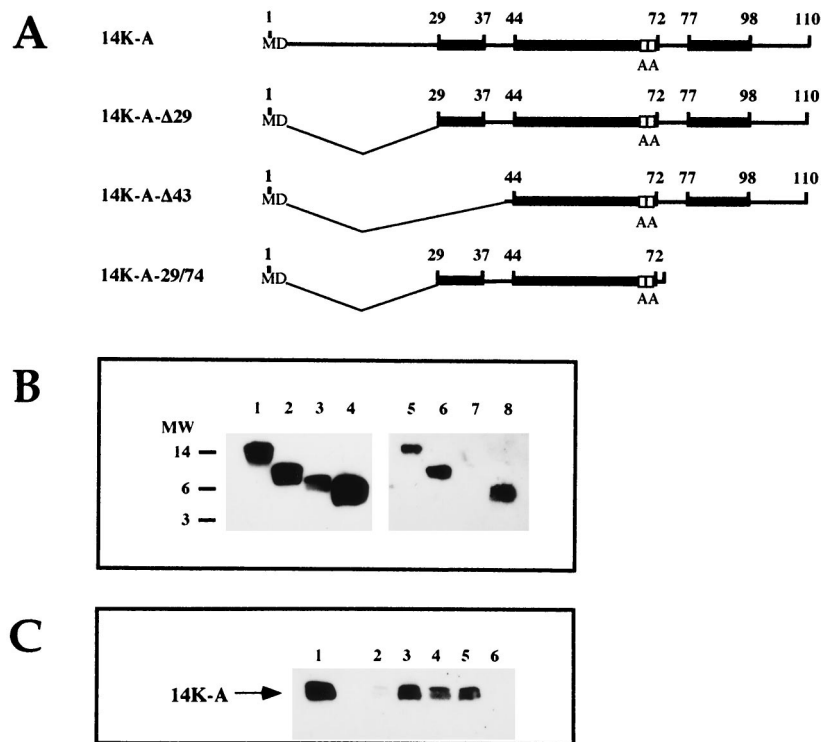 A
1 29 37 44 72 77 98 110
14K-A MD
AA
1 29 37 44 72 77 98 110
14K-A-Δ29 MD
AA
1 44 72 77 98 110
14K-A-Δ43 MD
AA
1 29 37 44 72
14K-A-29/74 MD
AA
B
1 2 3 4 5 6 7 8
MW
14
6
3
C
1 2 3 4 5 6
14K-A